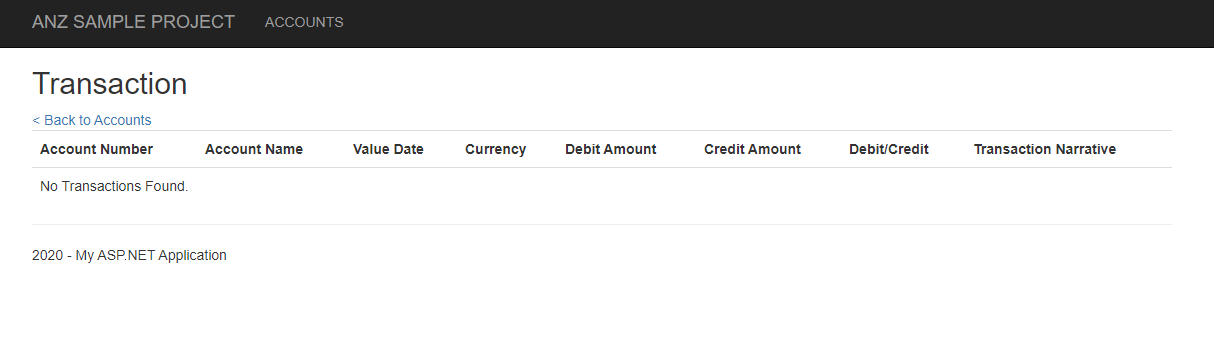 ANZ SAMPLE PROJECT ACCOUNTS
Transaction
< Back to Accounts
Account Number Account Name Value Date Currency Debit Amount Credit Amount Debit/Credit Transaction Narrative
No Transactions Found.
2020 - My ASP.NET Application